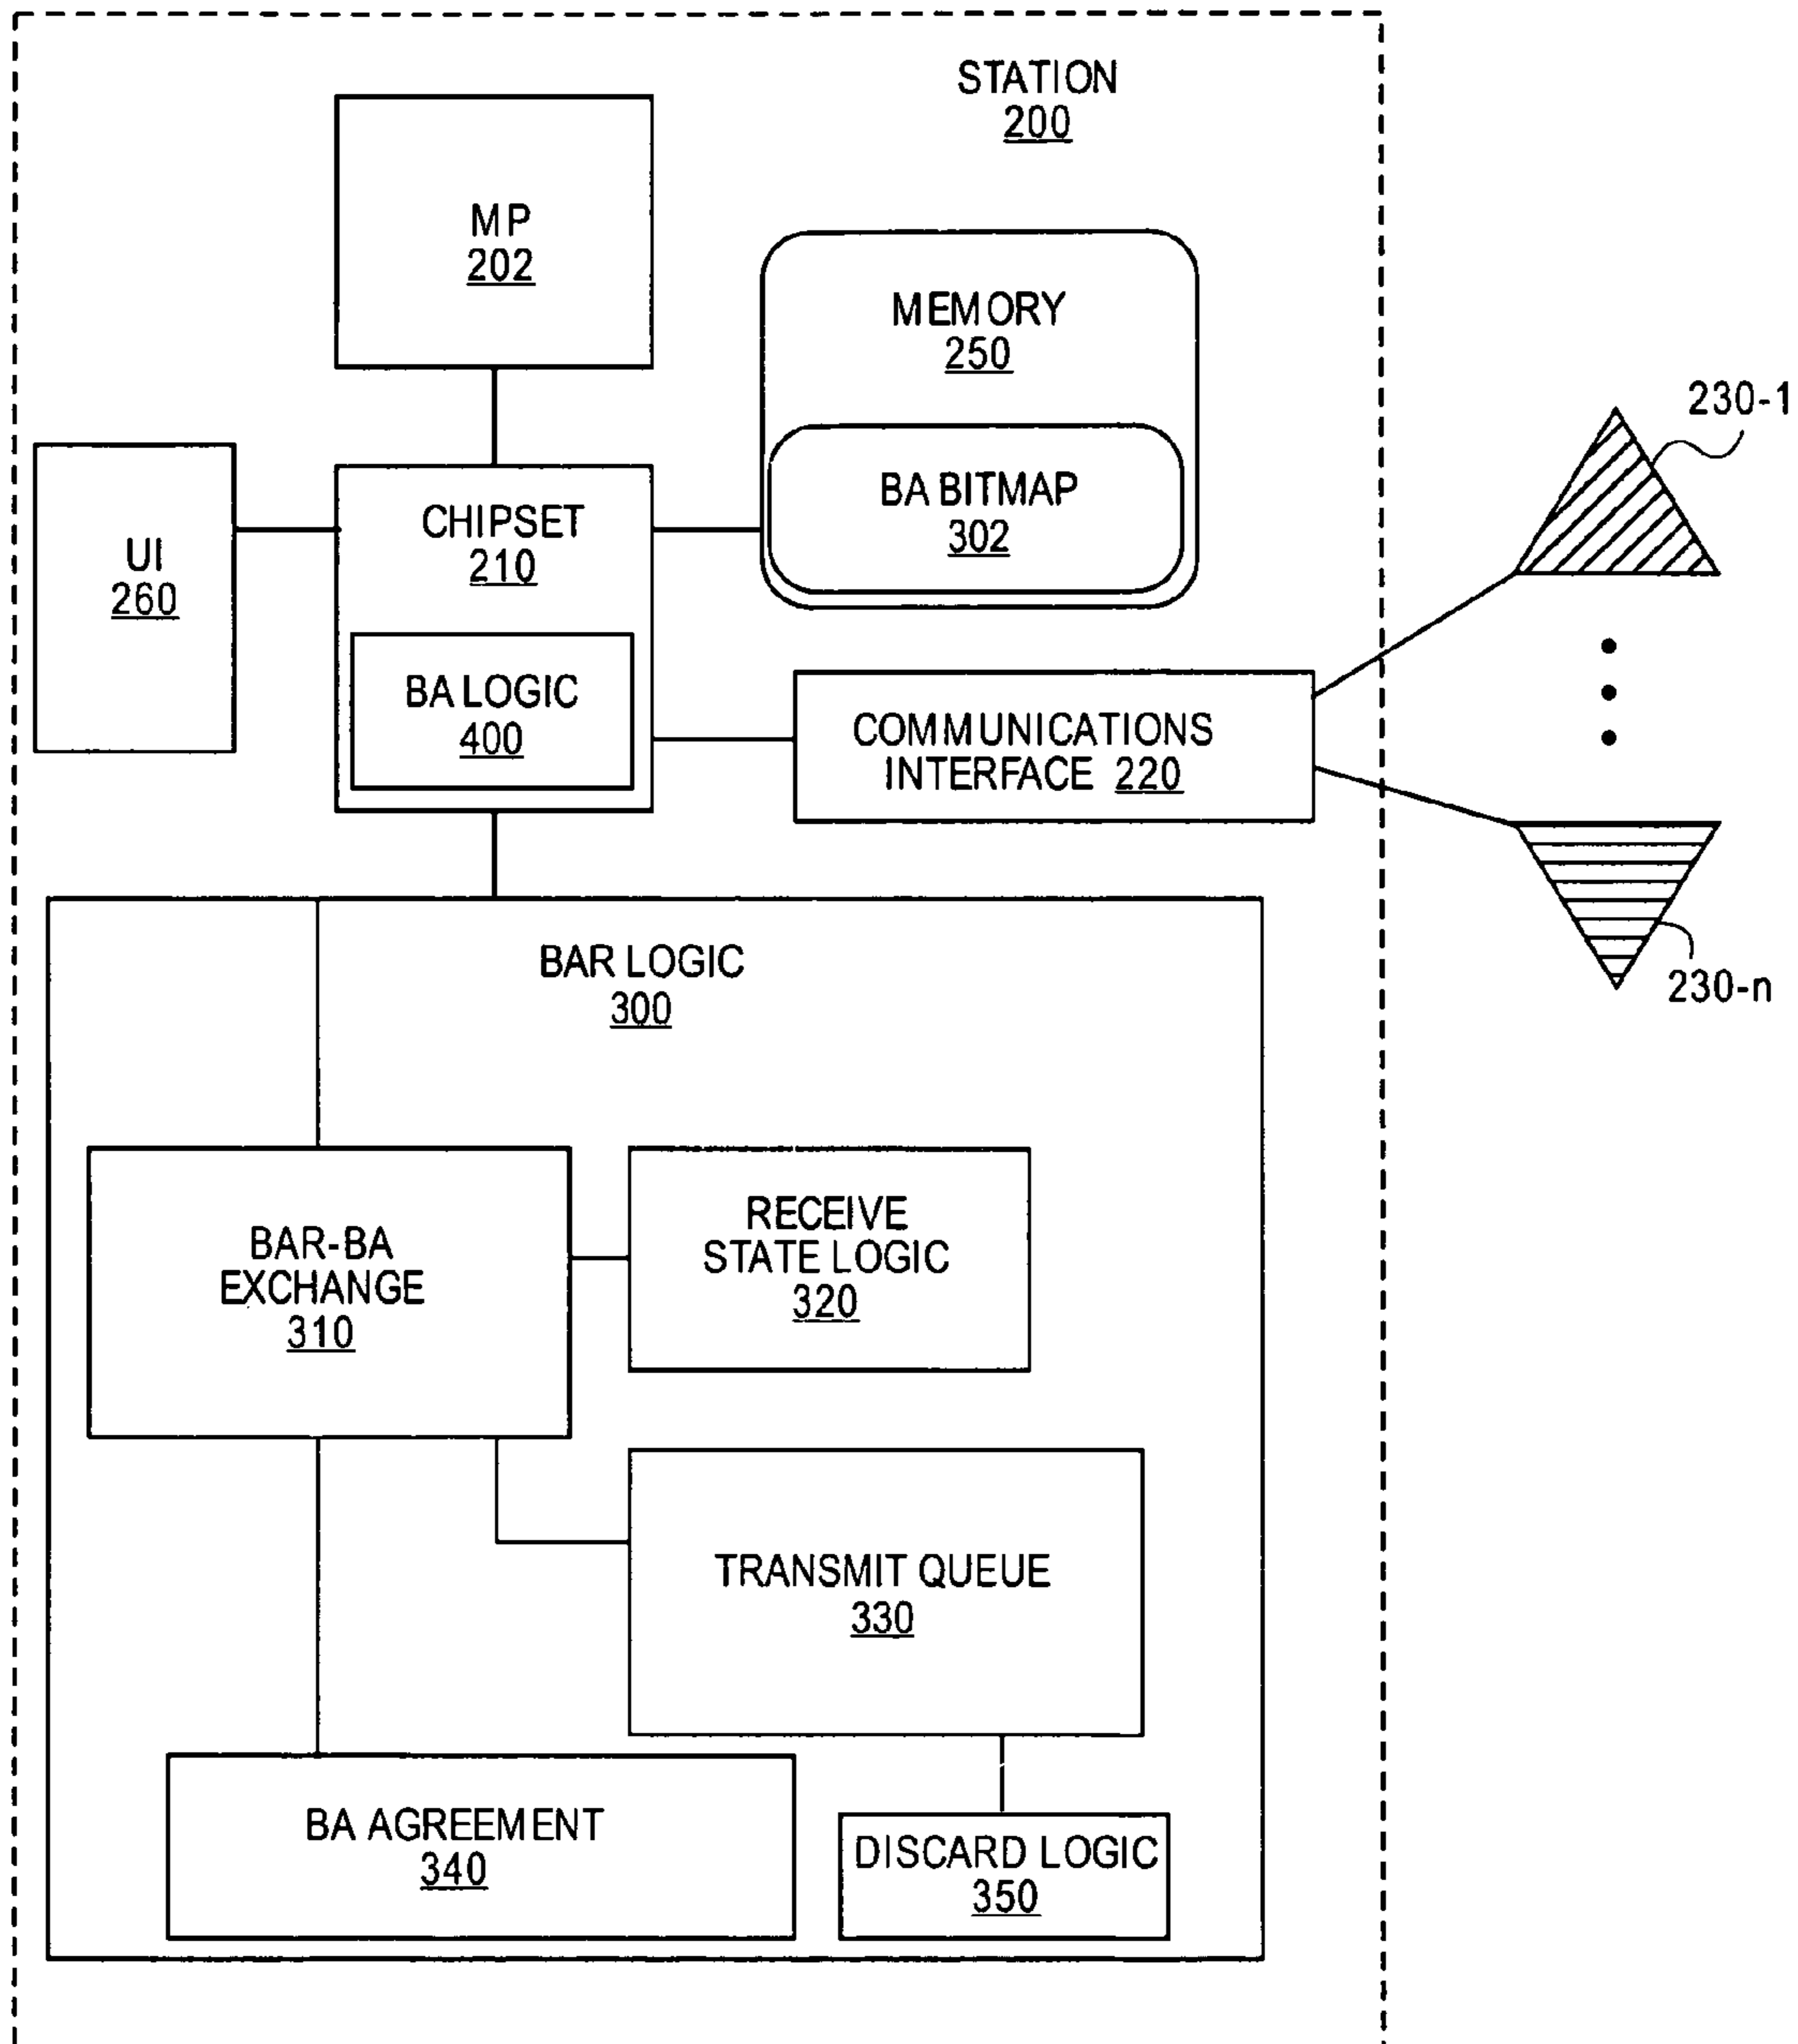 STATION
200
MP
202
MEMORY
250
230-1
BA BITMAP
302
CHIPSET
210
UI
260
BA LOGIC
400
COMMUNICATIONS
INTERFACE 220
230-n
BAR LOGIC
300
BAR-BA
EXCHANGE
310
RECEIVE
STATE LOGIC
320
TRANSMIT QUEUE
330
BA AGREEMENT
340
DISCARD LOGIC
350